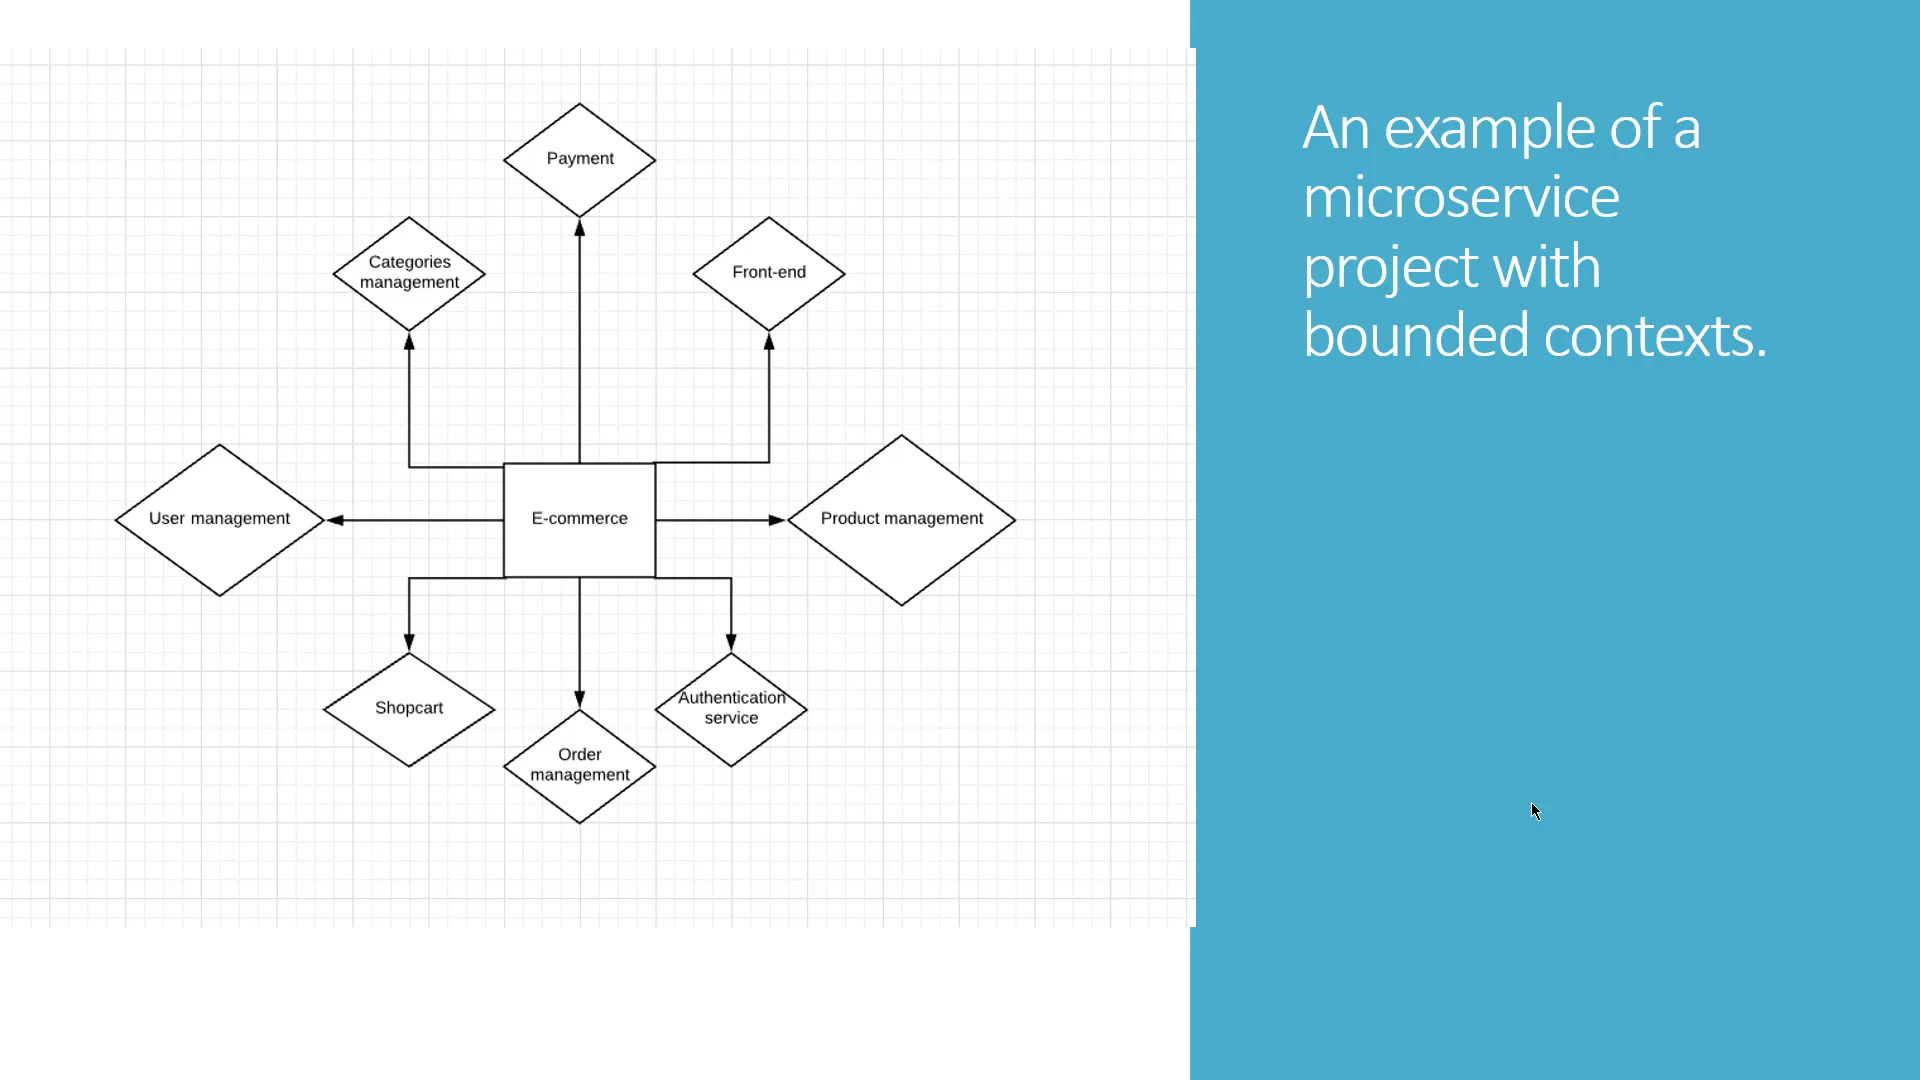 Payment
Categories
management
Front-end
User management
E-commerce
Product management
Shopcart
Authentication
service
Order
management
An example of a
microservice
project with
bounded contexts.